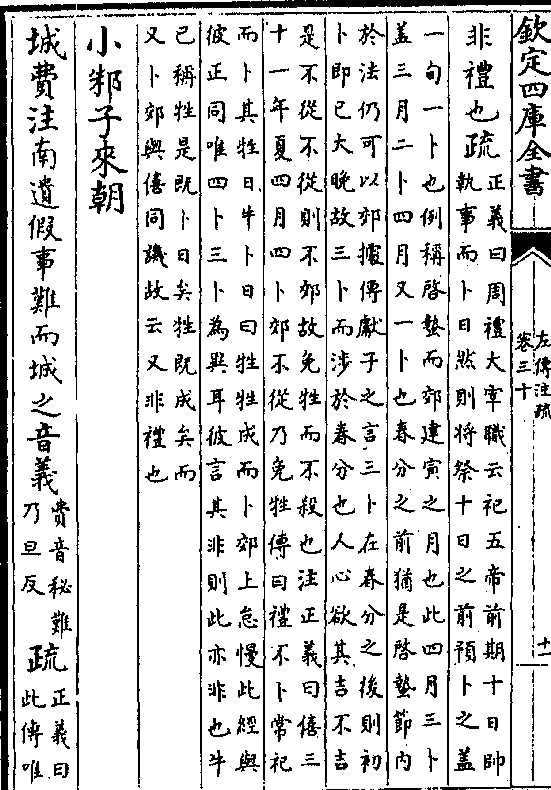 欽定四庫全書
左傳注疏
卷三十
十一
非禮也疏正義曰周禮大宰職云祀五帝前期十日帥
執事而卜日然則將祭十日之前預卜之蓋
一旬一卜也例稱啓蟄而郊建寅之月也此四月三卜
蓋三月二卜四月又一卜也春分之前猶是啓蟄節内
於法仍可以郊據傳獻子之言三卜在春分之後則初
卜即已大晚故三卜而涉於春分也人心欲其吉不吉
是不從不從則不郊故免牲而不殺也注正義曰僖三
十一年夏四月四卜郊不從乃免牲傳曰禮不卜常祀
而卜其牲日牛卜日曰牲牲成而卜郊上怠慢此經與
彼正同唯四卜三卜為異耳彼言其非則此亦非也牛
已稱牲是既卜日矣牲既成矣而
又卜郊與僖同譏故云又非禮也
小邾子來朝
城費注南遺假事難而城之音義費音秘難
乃旦反疏正義曰
此傳唯